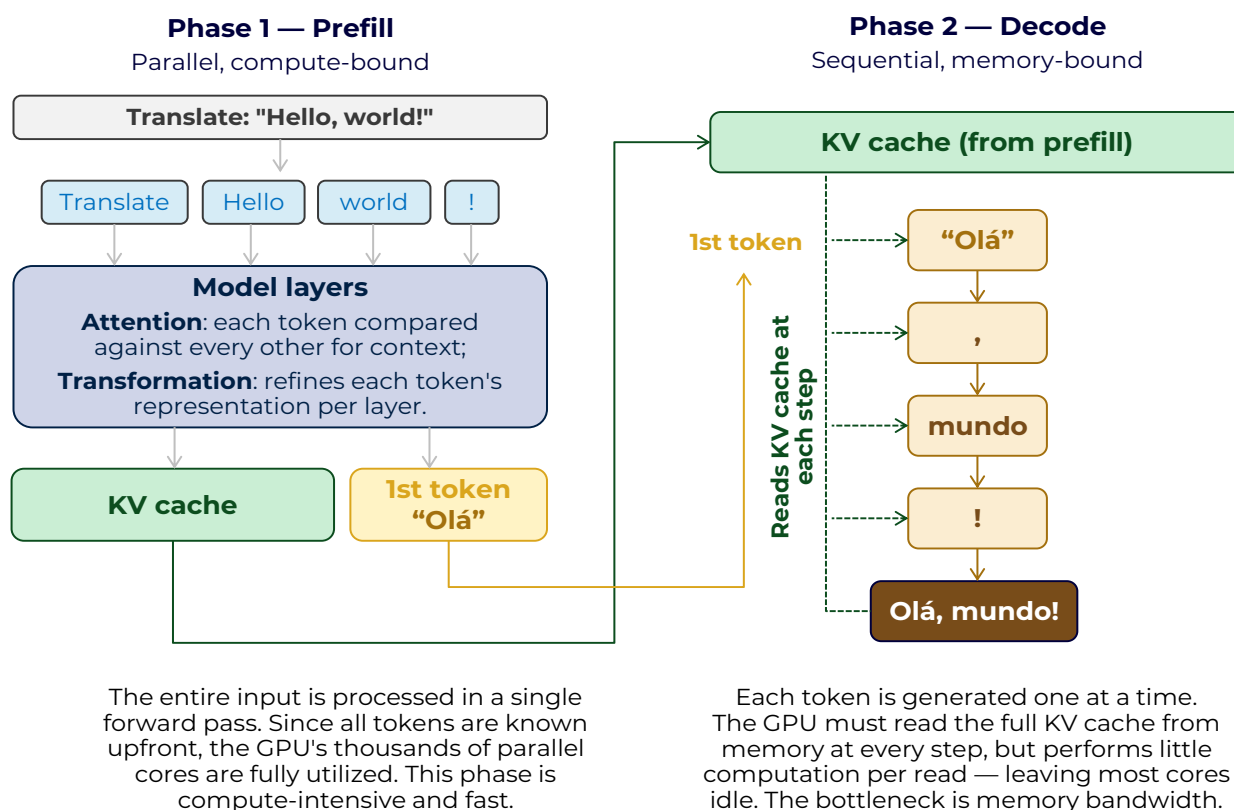 Phase 1 — Prefill
Parallel, compute-bound
Translate: "Hello, world!"
Translate
Hello
world
!
Model layers
Attention: each token compared
against every other for context;
Transformation: refines each token's
representation per layer.
KV cache
1st token
“Olá”
The entire input is processed in a single
forward pass. Since all tokens are known
upfront, the GPU's thousands of parallel
cores are fully utilized. This phase is
compute-intensive and fast.
Phase 2 — Decode
Sequential, memory-bound
KV cache (from prefill)
1st token
Reads KV cache at
each step
“Olá”
,
mundo
!
Olá, mundo!
Each token is generated one at a time.
The GPU must read the full KV cache from
memory at every step, but performs little
computation per read — leaving most cores
idle. The bottleneck is memory bandwidth.